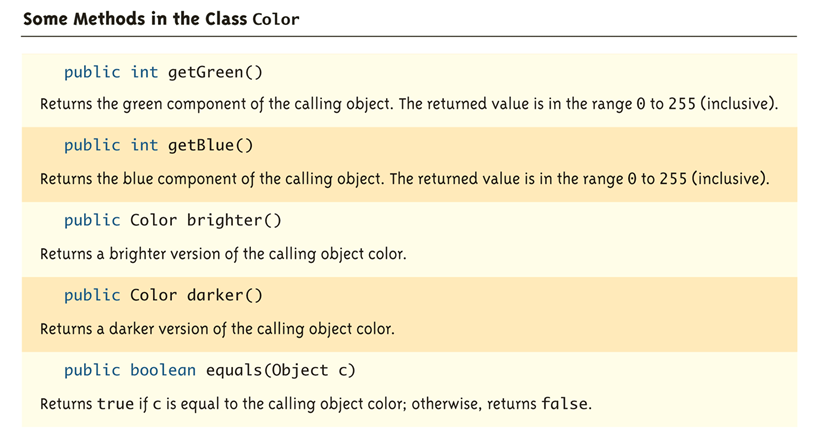 Some Methods in the Class Color
public int getGreen()
Returns the green component of the calling object. The returned value is in the range 0 to 255 (inclusive).
public int getBlue()
Returns the blue component of the calling object. The returned value is in the range 0 to 255 (inclusive).
public Color brighter()
Returns a brighter version of the calling object color.
public Color darker()
Returns a darker version of the calling object color.
public boolean equals(Object c)
Returns true if c is equal to the calling object color; otherwise, returns false.